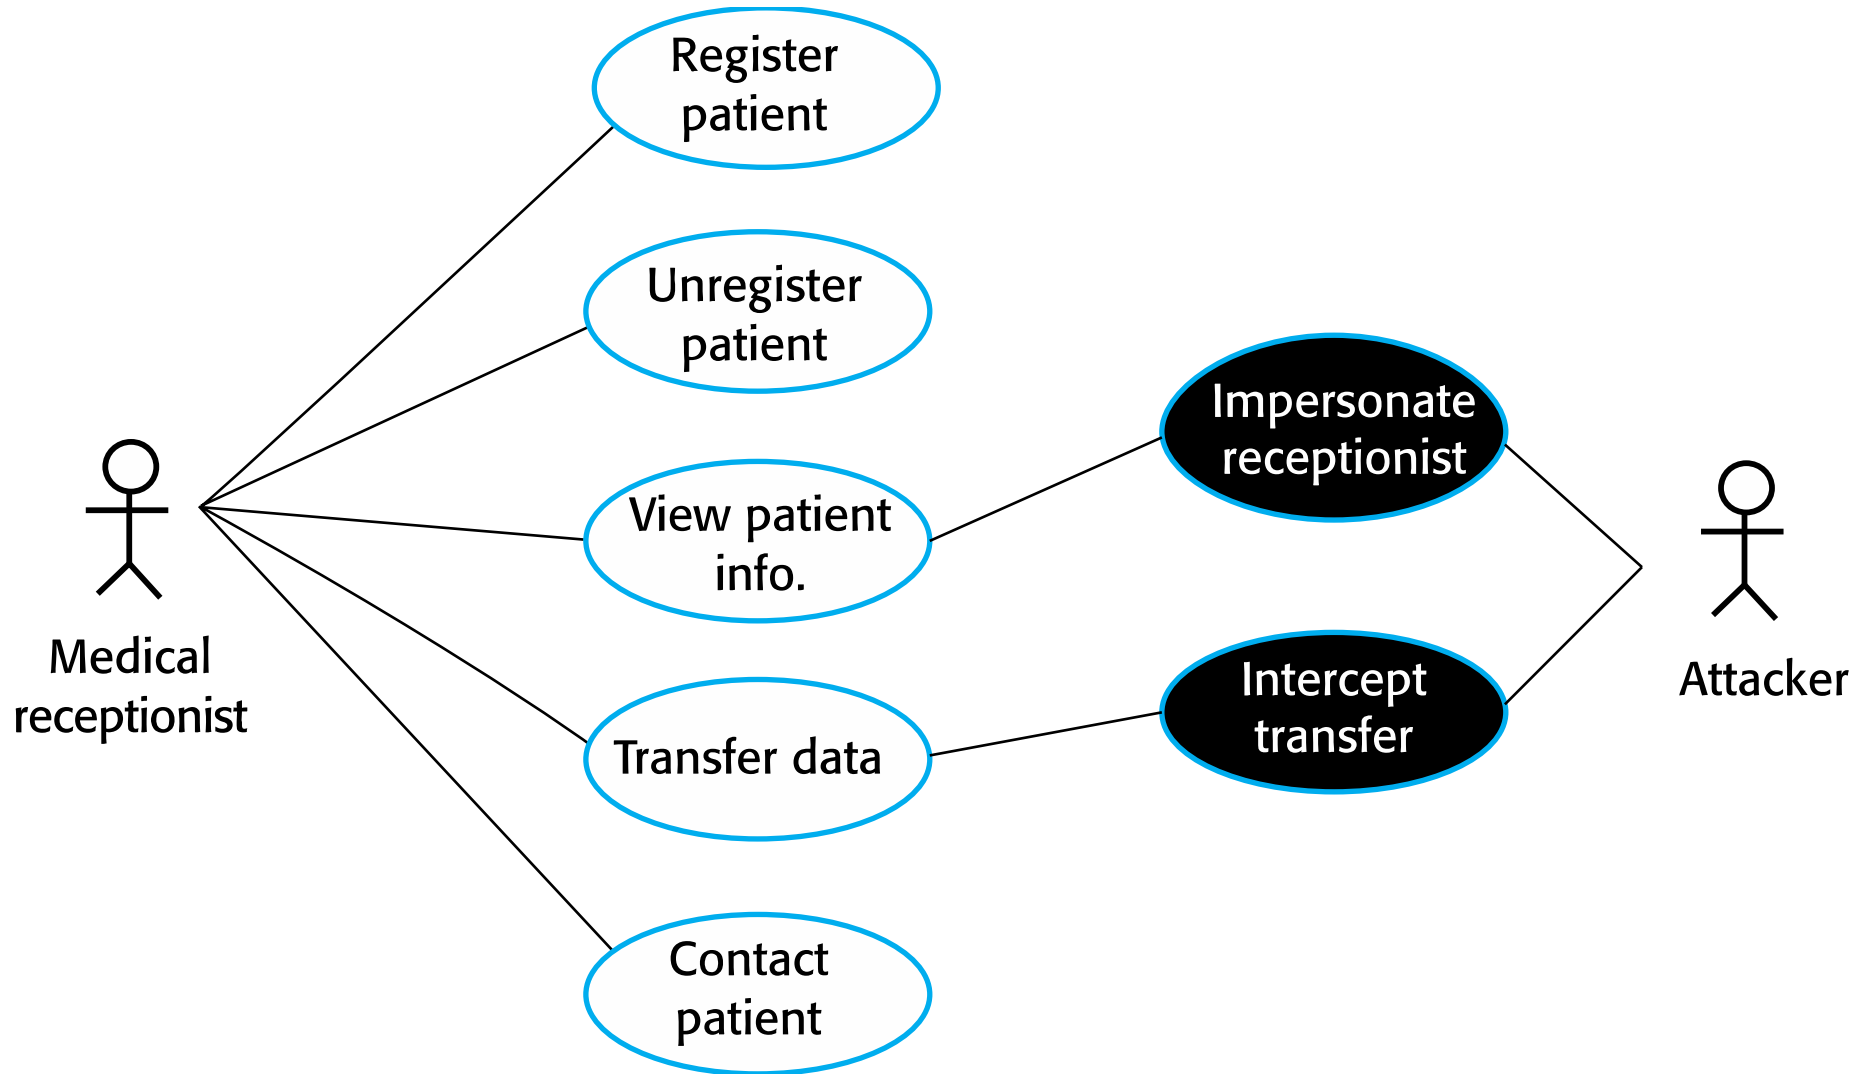 Register
patient
Unregister
patient
View patient
info.
Transfer data
Contact
patient
Medical
receptionist
Impersonate
receptionist
Intercept
transfer
Attacker